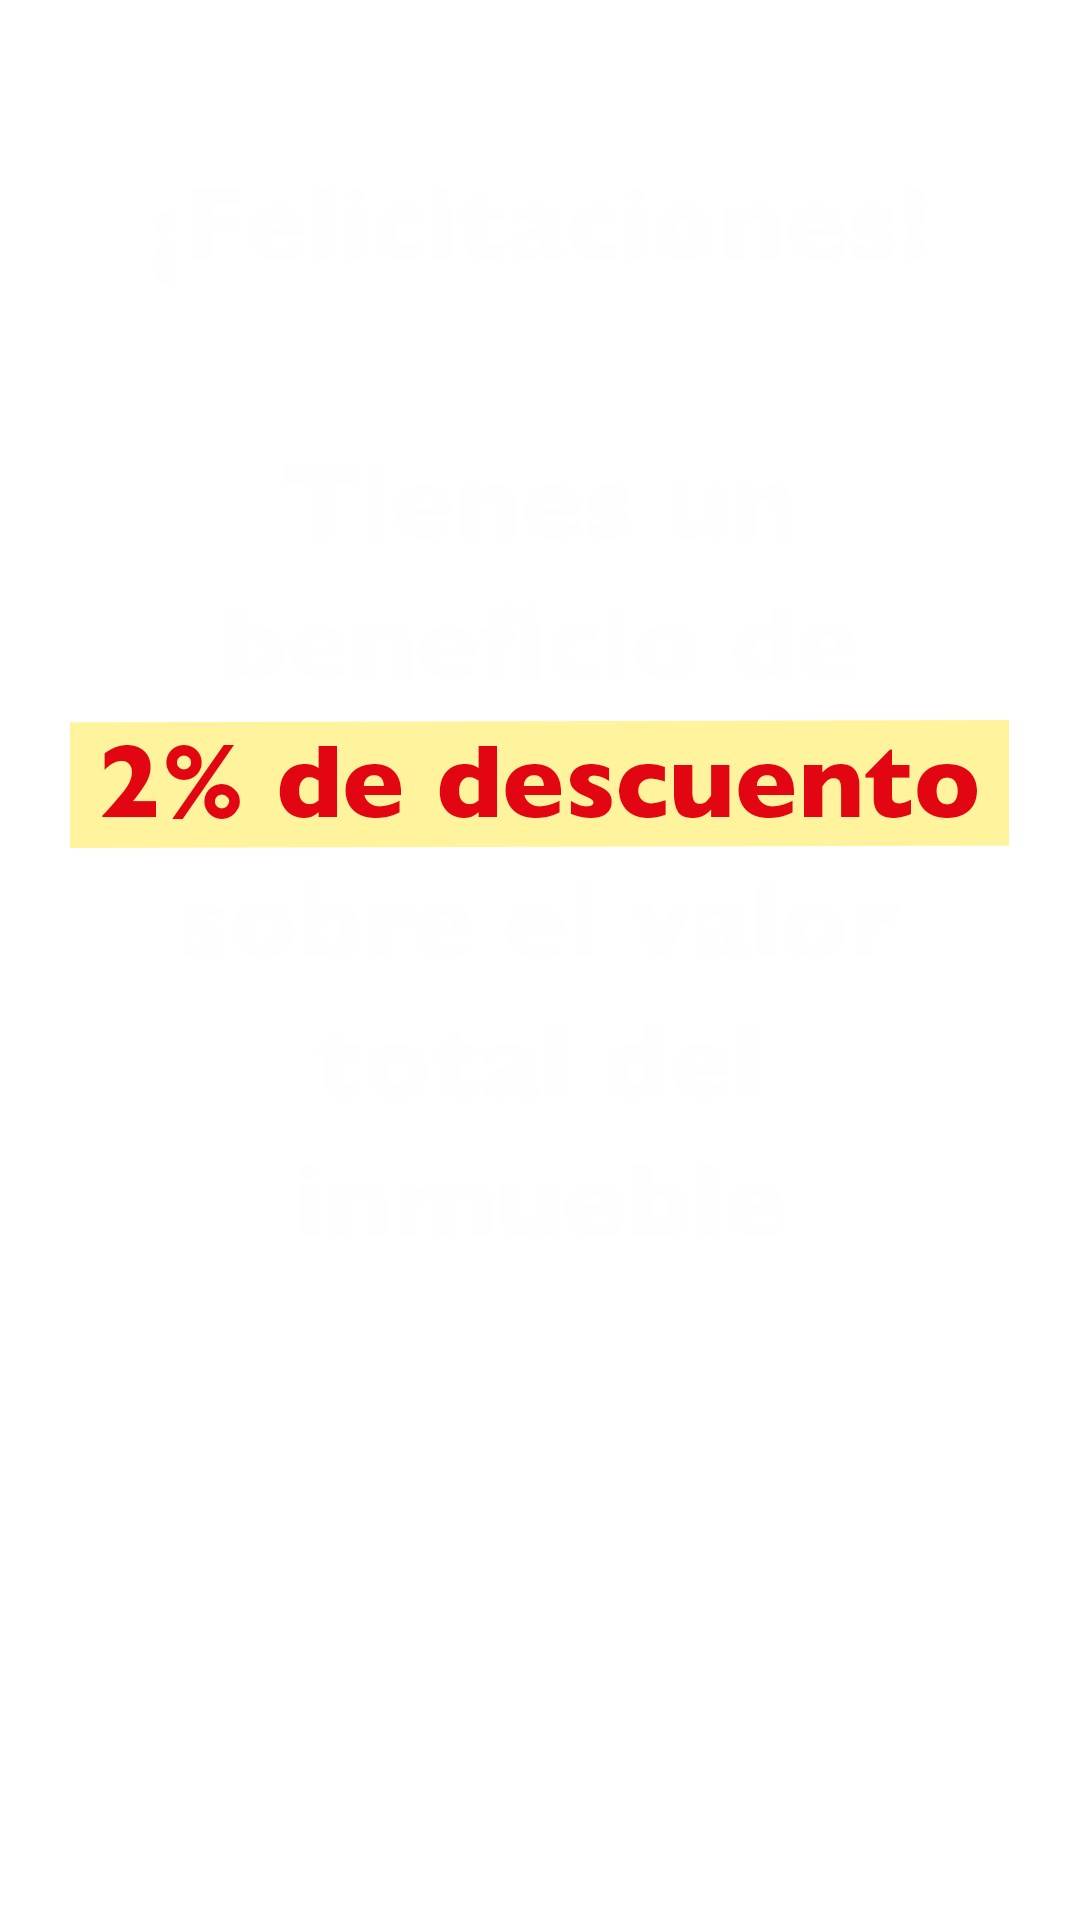 ¡Felicitaciones!
Tienes un
beneficio de
2% de descuento
sobre el valor
total del
inmueble